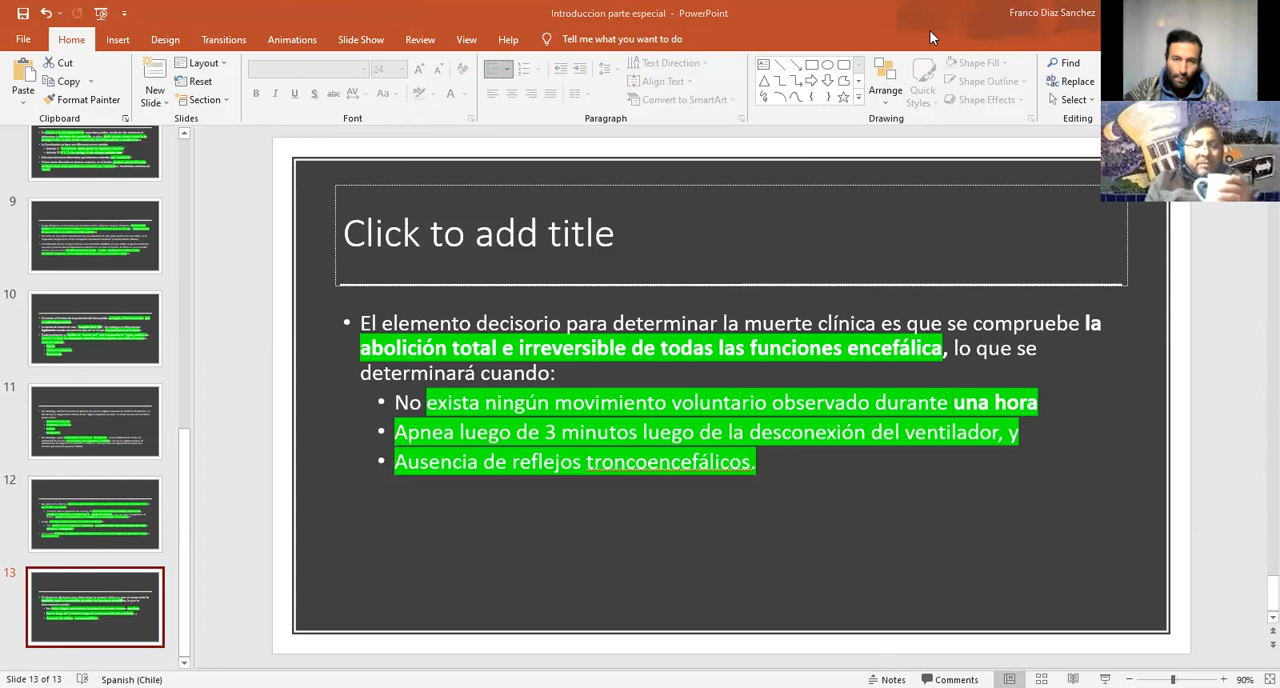 Introduccion parte especial - PowerPoint
Franco Diaz Sanchez
File Home Insert Design Transitions Animations Slide Show Review View Help Tell me what you want to do
Cut
Copy
Format Painter
Paste
Clipboard
New
Slide
Layout
Reset
Section
Slides
24
B I U S abc AV Aa A
Font
Text Direction
Align Text
Convert to SmartArt
Paragraph
Arrange
Quick
Styles
Shape Fill
Shape Outline
Shape Effects
Drawing
Find
Replace
Select
Editing
9
10
11
12
13
Click to add title
• El elemento decisorio para determinar la muerte clínica es que se compruebe la
abolición total e irreversible de todas las funciones encefálica, lo que se
determinará cuando:
• No exista ningún movimiento voluntario observado durante una hora
• Apnea luego de 3 minutos luego de la desconexión del ventilador, y
• Ausencia de reflejos troncoencefálicos.
Slide 13 of 13 Spanish (Chile) Notes Comments 90%